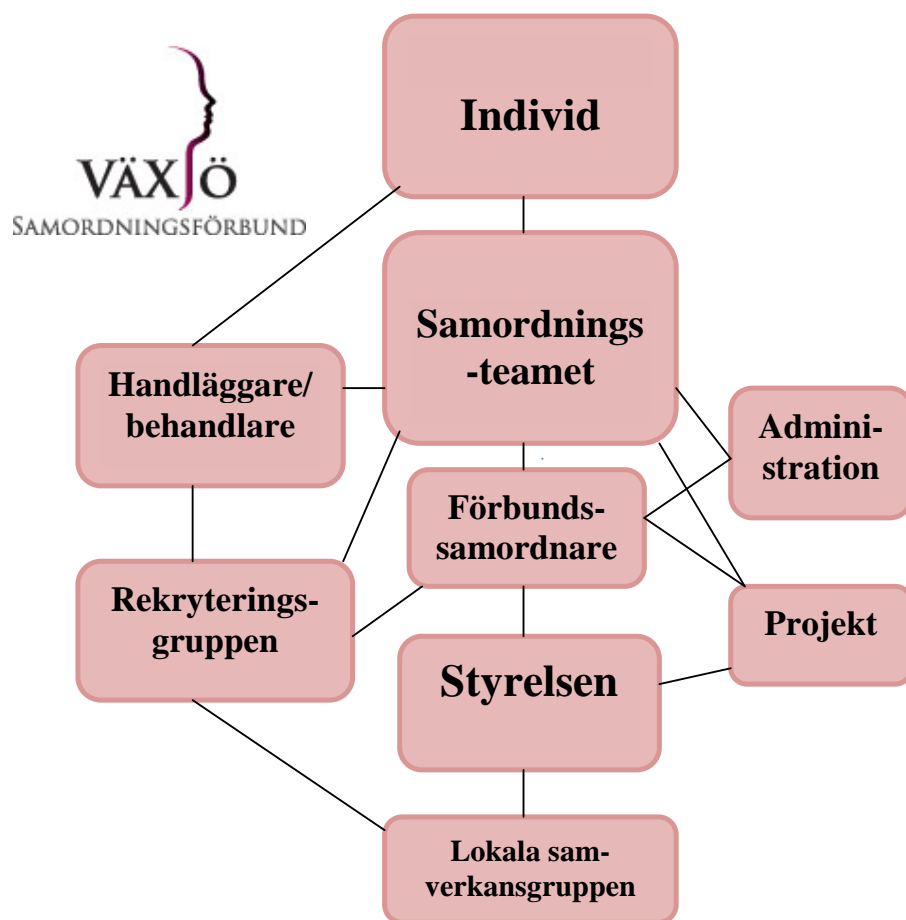 VÄXJÖ
SAMORDNINGSFÖRBUND
Individ
Samordnings
-teamet
Handläggare/
behandlare
Admini-
stration
Förbunds-
samordnare
Rekryterings-
gruppen
Projekt
Styrelsen
Lokala sam-
verkansgruppen